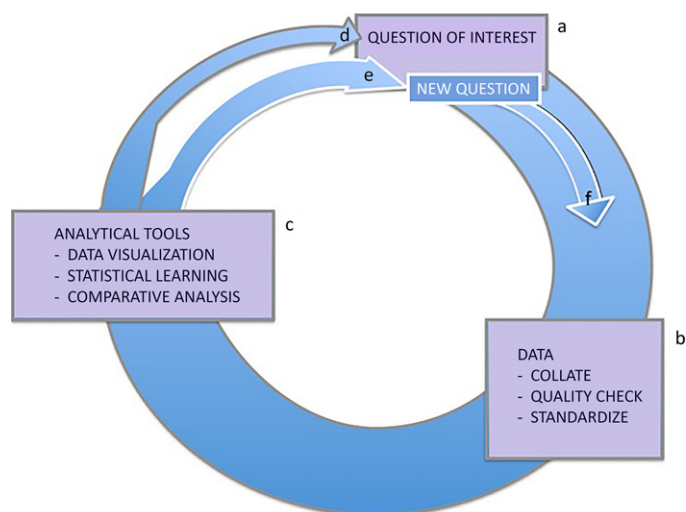 d
QUESTION OF INTEREST
a
e
NEW QUESTION
f
ANALYTICAL TOOLS
- DATA VISUALIZATION
- STATISTICAL LEARNING
- COMPARATIVE ANALYSIS
c
b
DATA
- COLLATE
- QUALITY CHECK
- STANDARDIZE